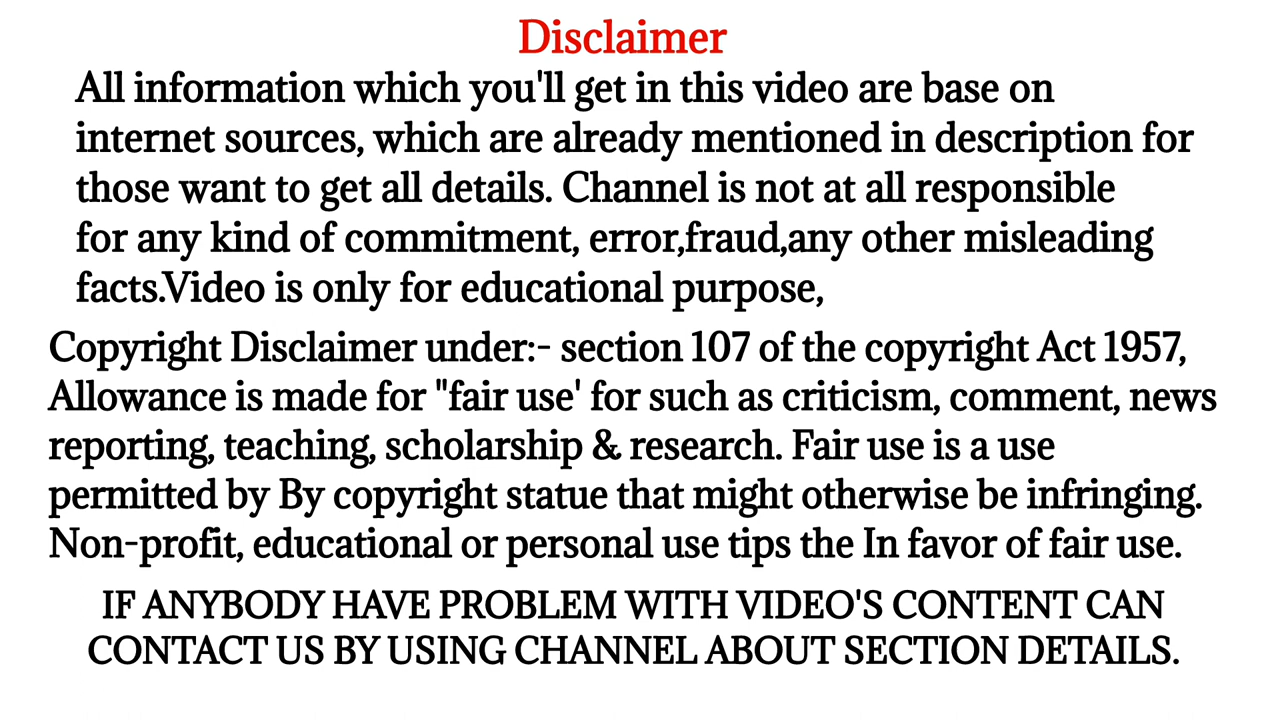 Disclaimer
All information which you'll get in this video are base on
internet sources, which are already mentioned in description for
those want to get all details. Channel is not at all responsible
for any kind of commitment, error,fraud,any other misleading
facts.Video is only for educational purpose,
Copyright Disclaimer under:- section 107 of the copyright Act 1957,
Allowance is made for "fair use' for such as criticism, comment, news
reporting, teaching, scholarship & research. Fair use is a use
permitted by By copyright statue that might otherwise be infringing.
Non-profit, educational or personal use tips the In favor of fair use.
IF ANYBODY HAVE PROBLEM WITH VIDEO'S CONTENT CAN
CONTACT US BY USING CHANNEL ABOUT SECTION DETAILS.